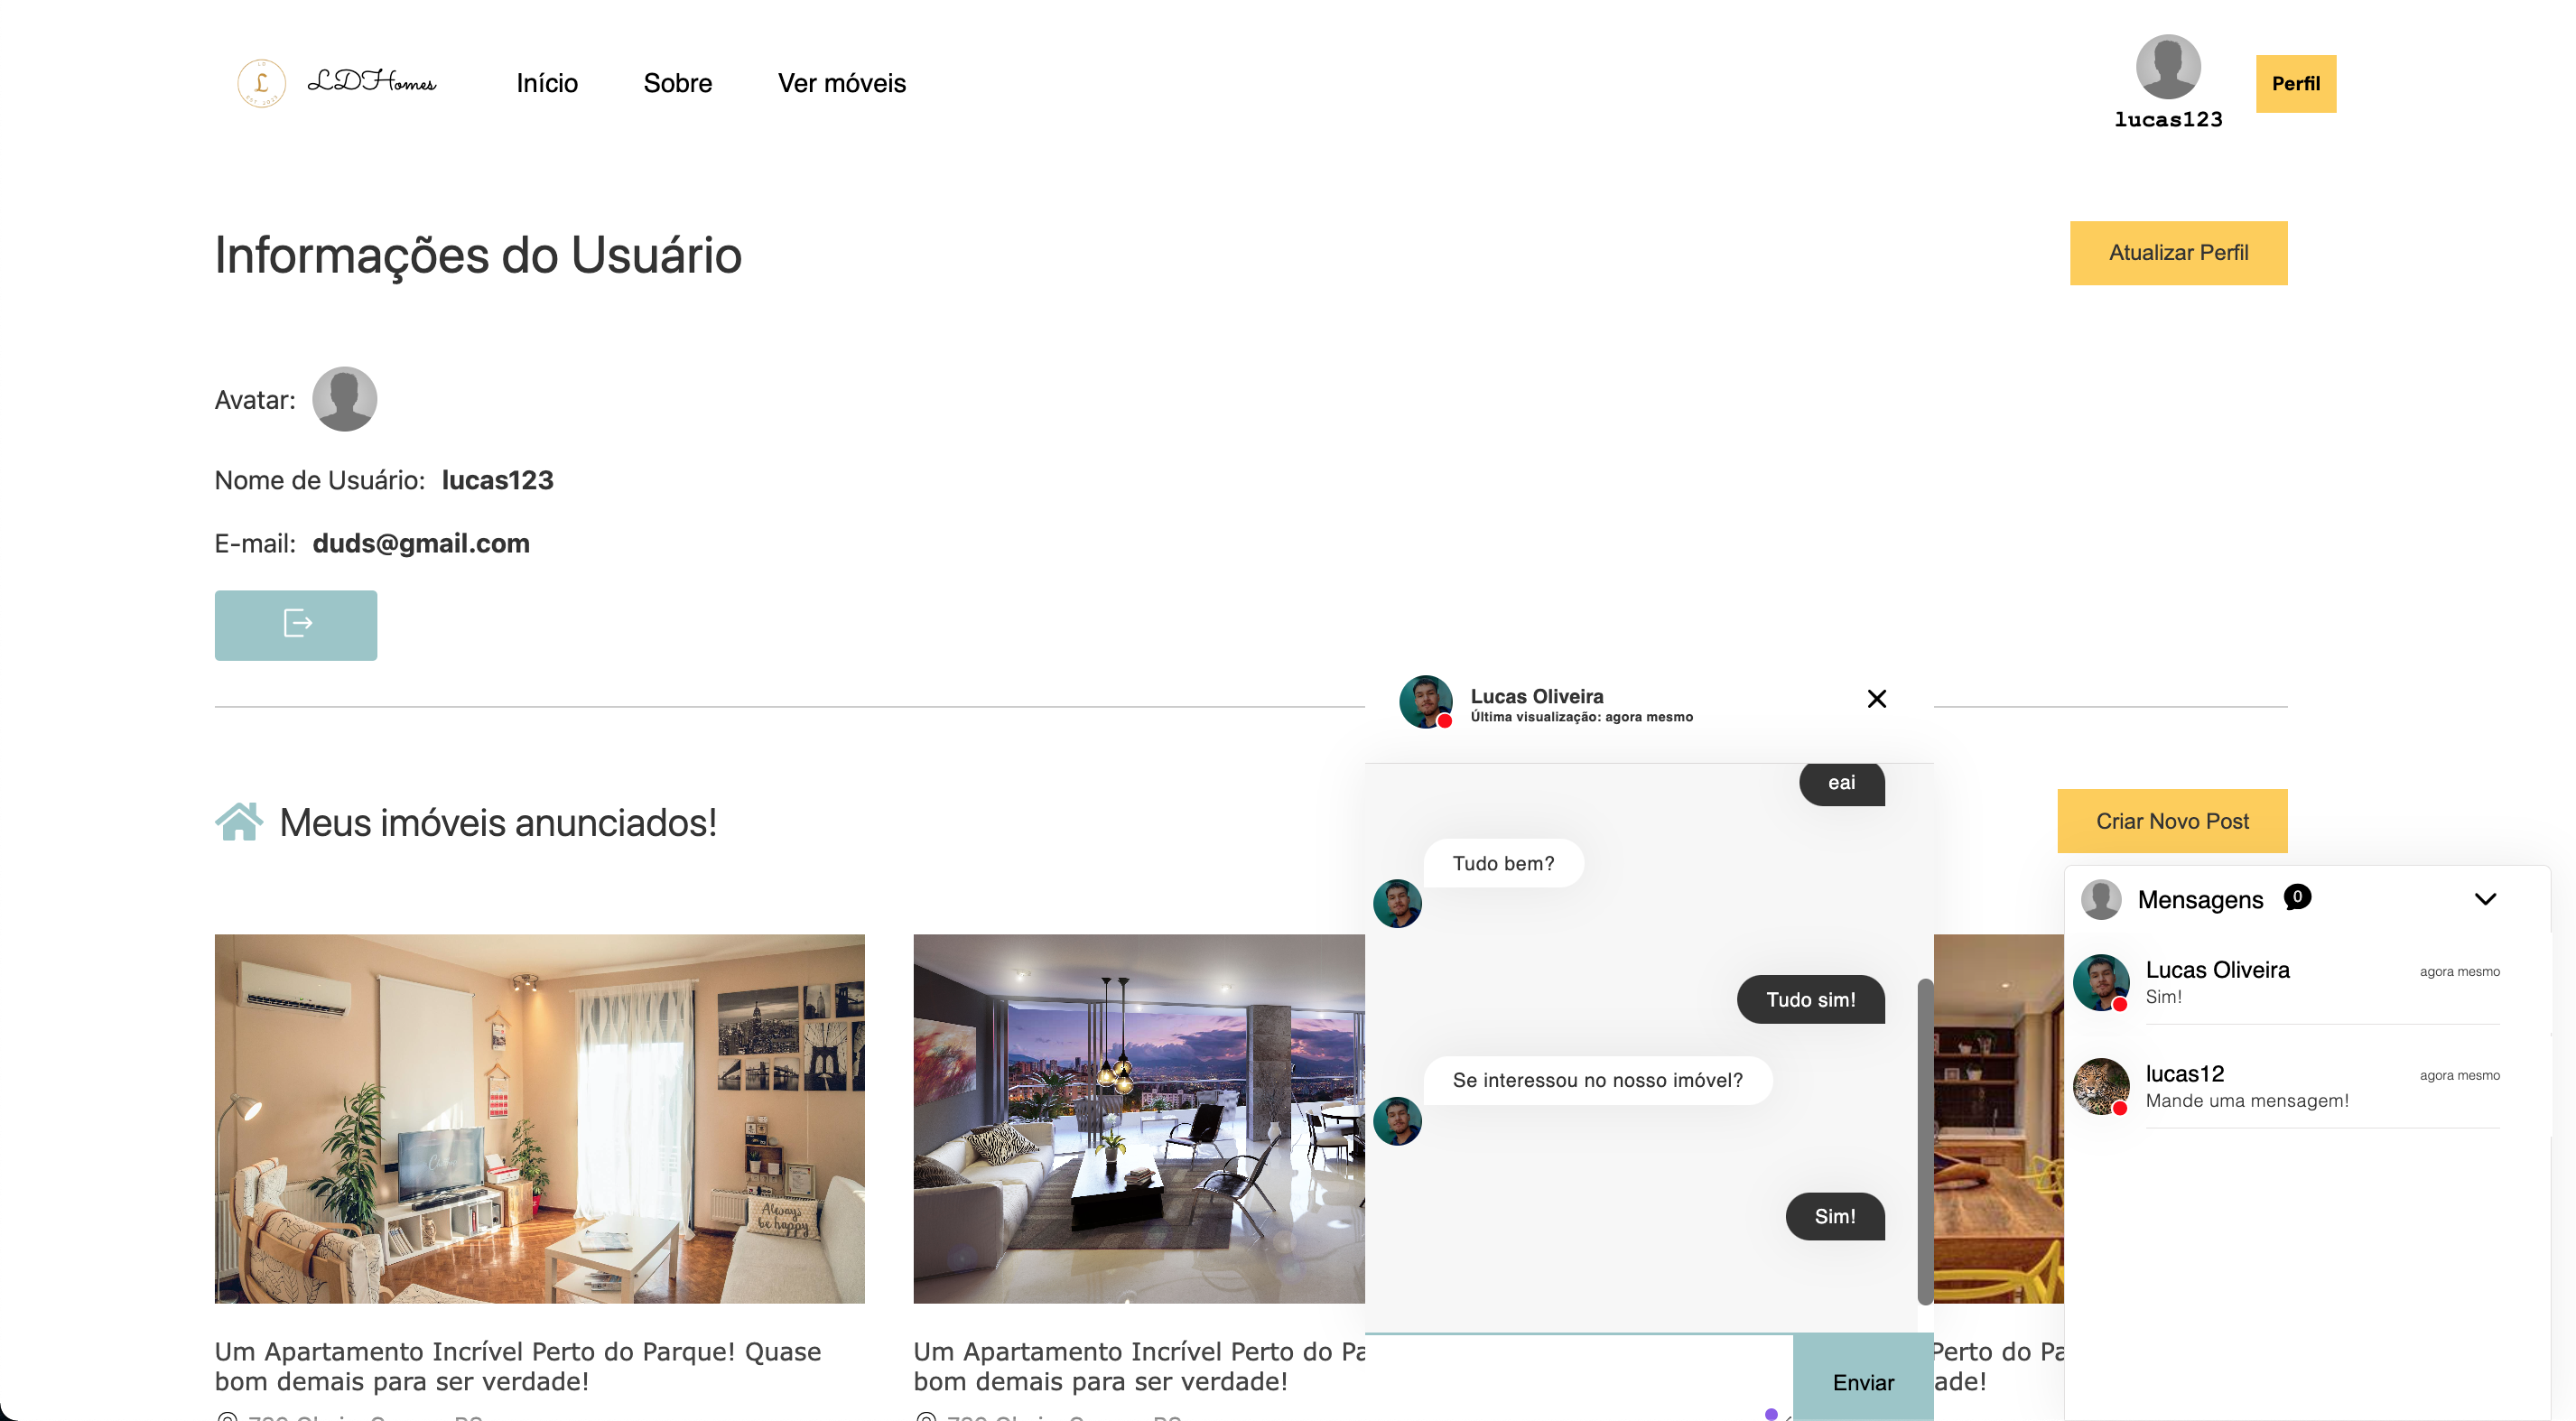 LDHomes
Início
Sobre
Ver móveis
lucas123
Perfil
Informações do Usuário
Atualizar Perfil
Avatar:
Nome de Usuário: lucas123
E-mail: duds@gmail.com
Lucas Oliveira
Última visualização: agora mesmo
eai
Tudo bem?
Tudo sim!
Se interessou no nosso imóvel?
Sim!
Enviar
Meus imóveis anunciados!
Criar Novo Post
Mensagens 0
Lucas Oliveira
agora mesmo
Sim!
lucas12
agora mesmo
Mande uma mensagem!
Always
be happy
Um Apartamento Incrível Perto do Parque! Quase
bom demais para ser verdade!
Um Apartamento Incrível Perto do Pa
bom demais para ser verdade!
Perto do Pa
ade!